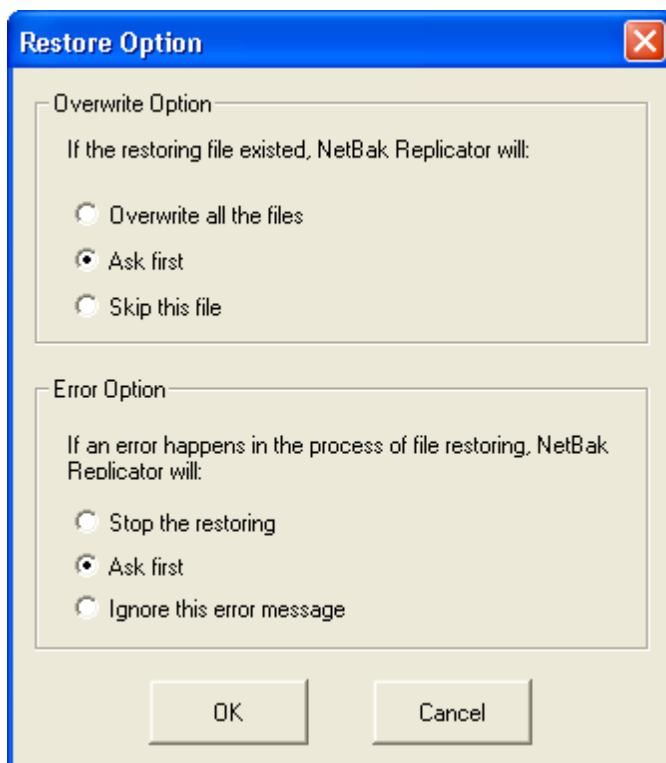 Restore Option
Overwrite Option
If the restoring file existed, NetBak Replicator will:
Overwrite all the files
Ask first
Skip this file
Error Option
If an error happens in the process of file restoring, NetBak
Replicator will:
Stop the restoring
Ask first
Ignore this error message
OK
Cancel